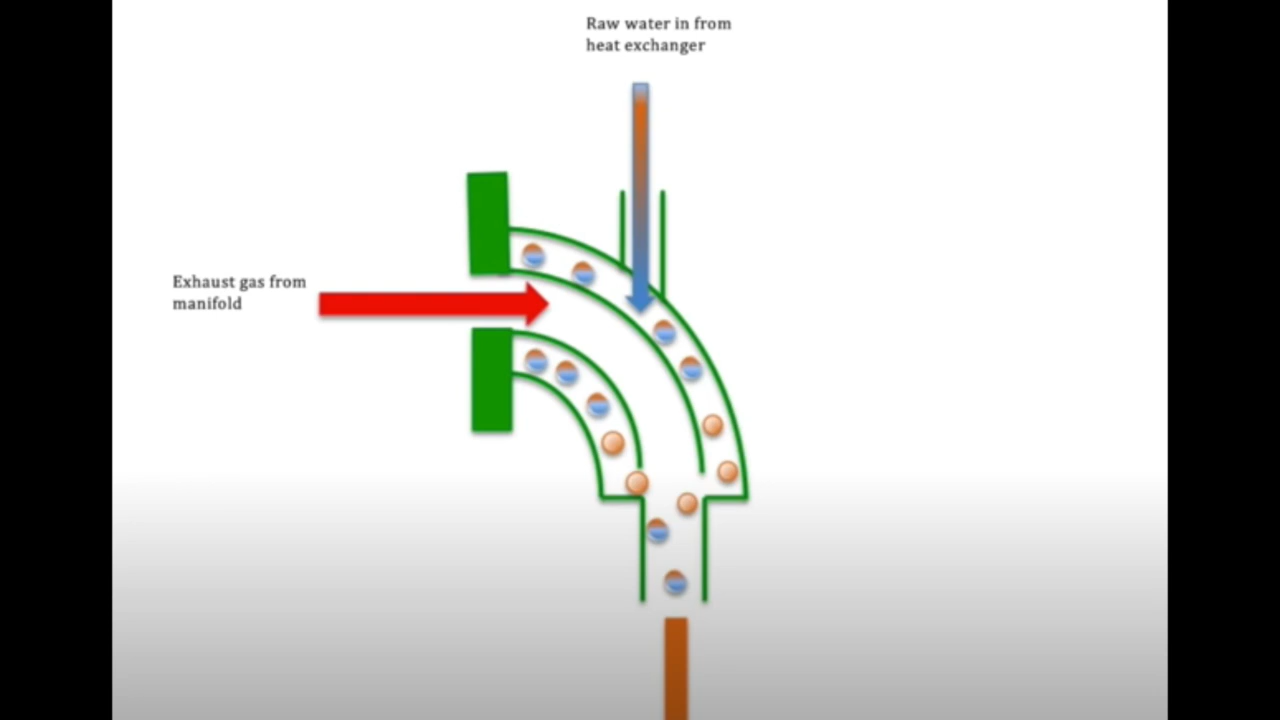 Raw water in from
heat exchanger
Exhaust gas from
manifold